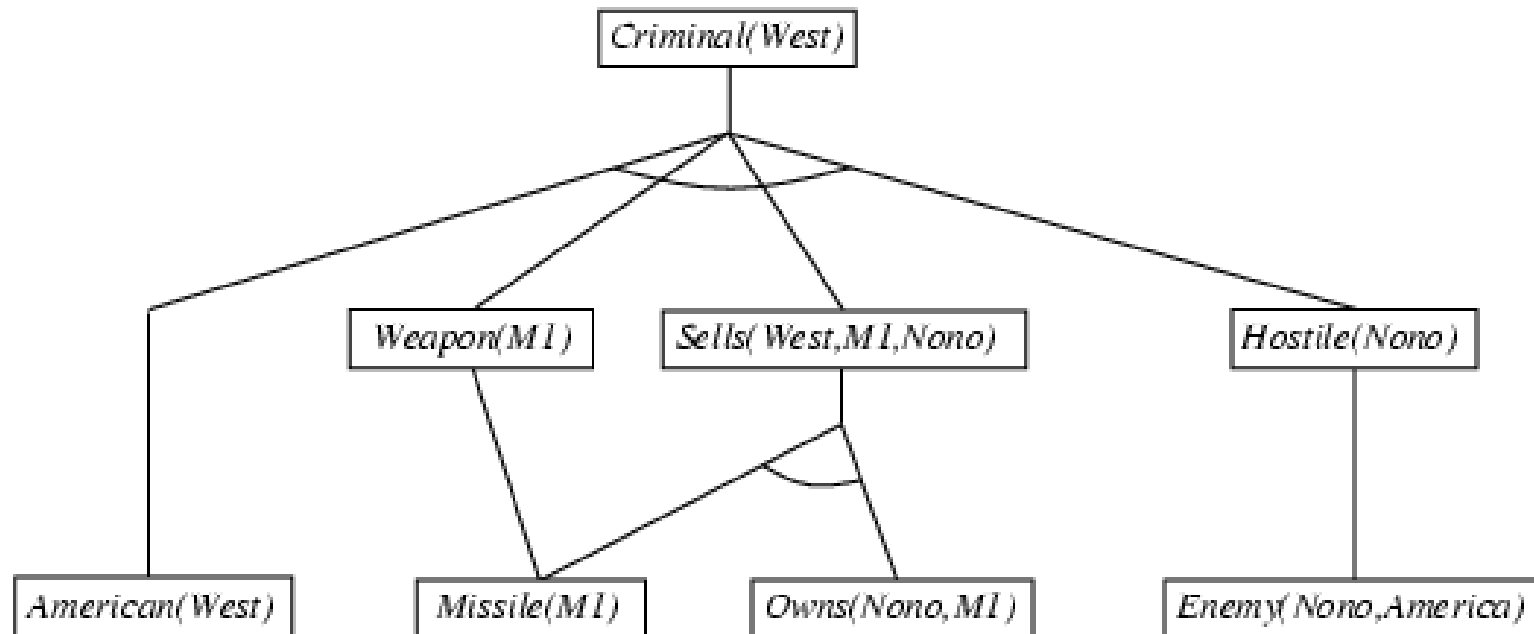 Criminal(West)
Weapon(M1)
Sells(West,M1,Nono)
Hostile(Nono)
American(West)
Missile(M1)
Owns(Nono,M1)
Enemy(Nono,America)